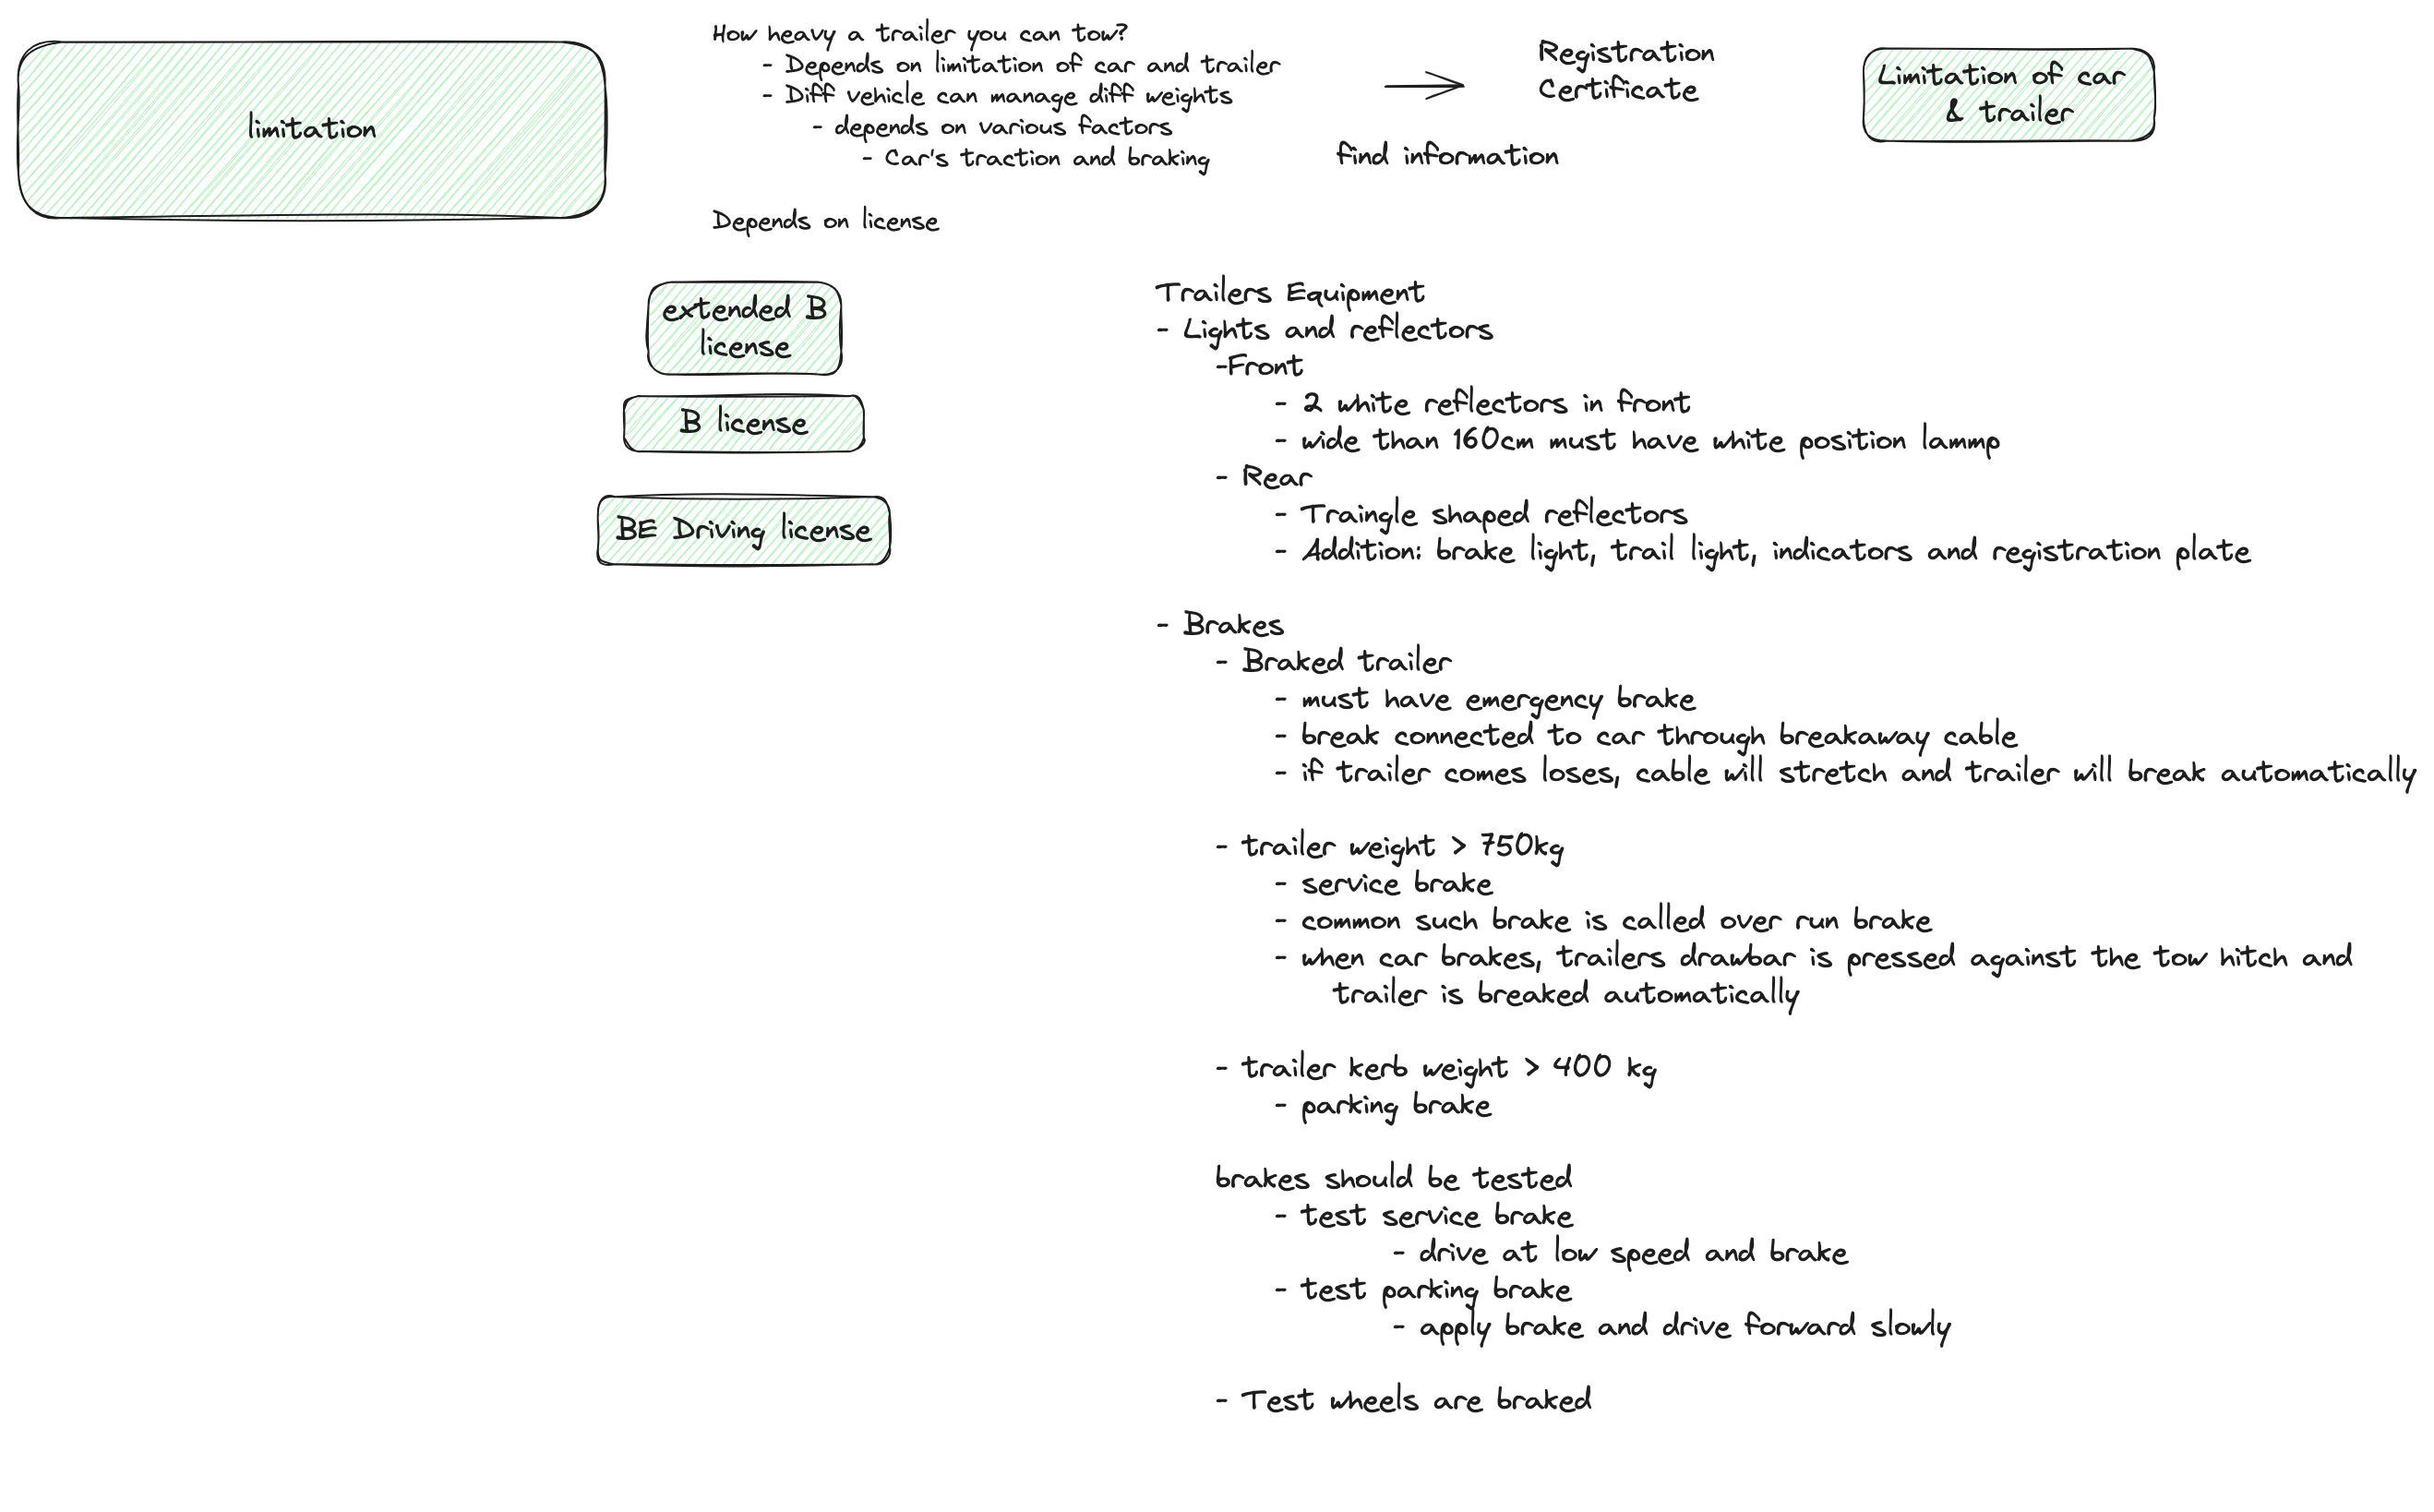 limitation
How heavy a trailer you can tow?
- Depends on limitation of car and trailer
- Diff vehicle can manage diff weights
- depends on various factors
- Car's traction and braking
Depends on license
Registration
Certificate
find information
Limitation of car
& trailer
extended B
license
B license
BE Driving license
Trailers Equipment
- Lights and reflectors
-Front
- 2 white reflectors in front
- wide than 160cm must have white position lammp
- Rear
- Traingle shaped reflectors
- Addition: brake light, trail light, indicators and registration plate
- Brakes
- Braked trailer
- must have emergency brake
- break connected to car through breakaway cable
- if trailer comes loses, cable will stretch and trailer will break automatically
- trailer weight > 750kg
- service brake
- common such brake is called over run brake
- when car brakes, trailers drawbar is pressed against the tow hitch and
trailer is breaked automatically
- trailer kerb weight > 400 kg
- parking brake
brakes should be tested
- test service brake
- drive at low speed and brake
- test parking brake
- apply brake and drive forward slowly
- Test wheels are braked